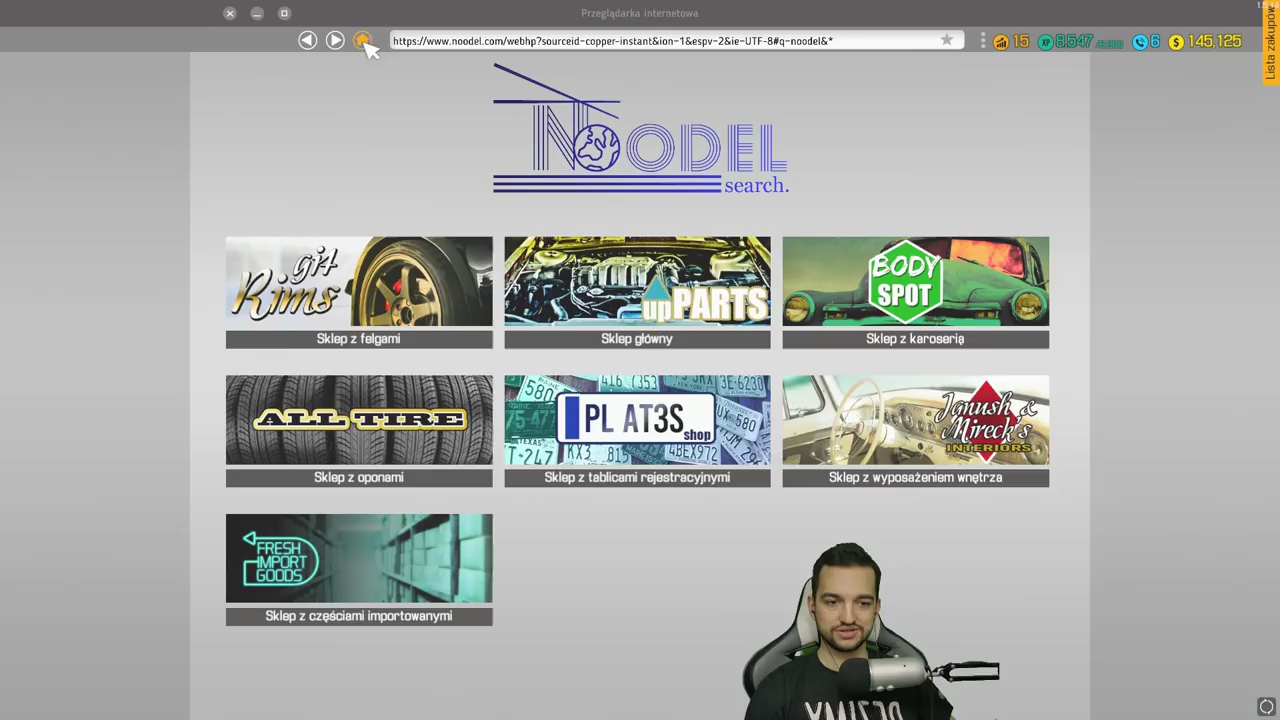 Przeglądarka internetowa
https://www.noodel.com/webhp?sourceid-copper-instant&ion-1&espv-2&ie-UTF-8#q-noodel&*
15
XP 8,547
6
$ 145,125
Lista zakupów
NOODEL
search.
git Rims
Sklep z felgami
upPARTS
Sklep główny
BODY SPOT
Sklep z karoserią
ALL TIRE
Sklep z oponami
PL AT3S
shop
Sklep z tablicami rejestracyjnymi
Janush &
Mireck's
INTERIORS
Sklep z wyposażeniem wnętrza
FRESH
IMPORT
GOODS
Sklep z częściami importowanymi